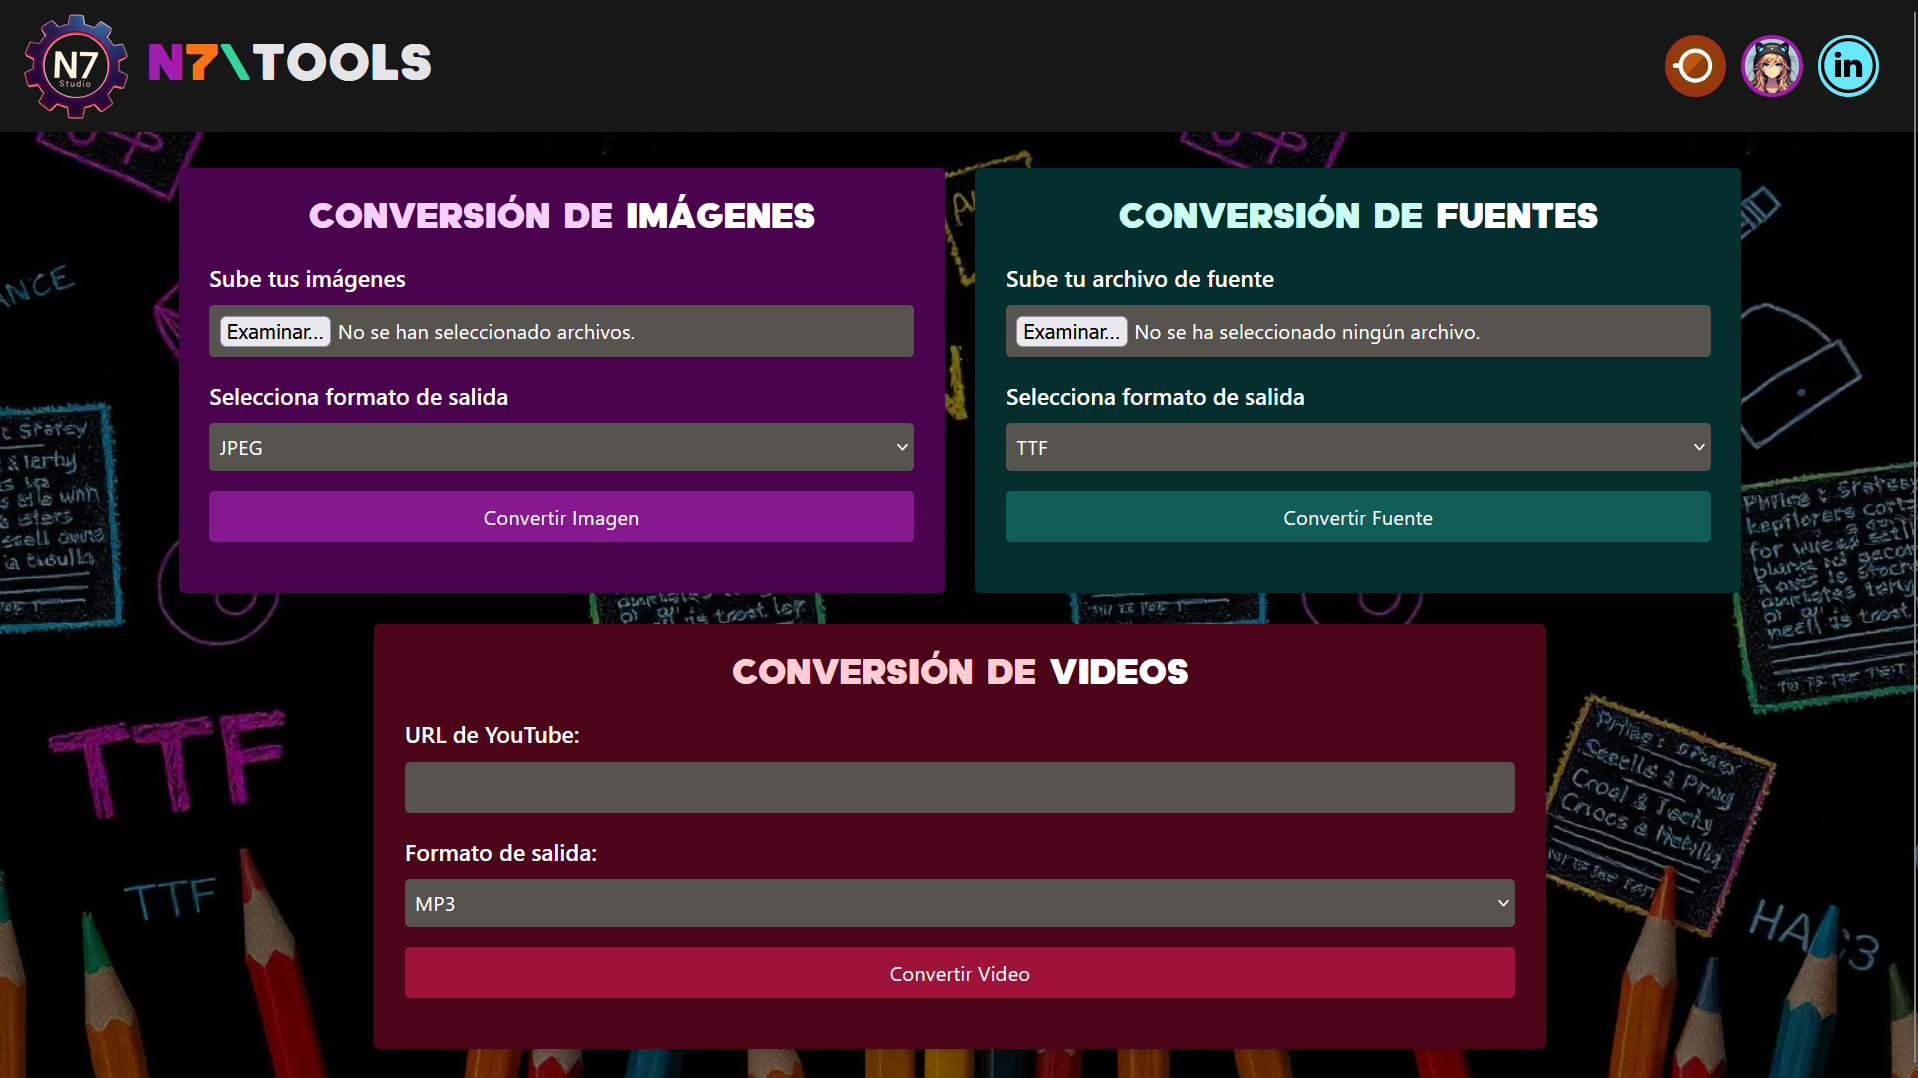 N7
Studio
N7\TOOLS
in
CONVERSIÓN DE IMÁGENES
Sube tus imágenes
Examinar... No se han seleccionado archivos.
Selecciona formato de salida
JPEG
Convertir Imagen
CONVERSIÓN DE FUENTES
Sube tu archivo de fuente
Examinar... No se ha seleccionado ningún archivo.
Selecciona formato de salida
TTF
Convertir Fuente
CONVERSIÓN DE VIDEOS
URL de YouTube:
Formato de salida:
MP3
Convertir Video
TTF
TTF